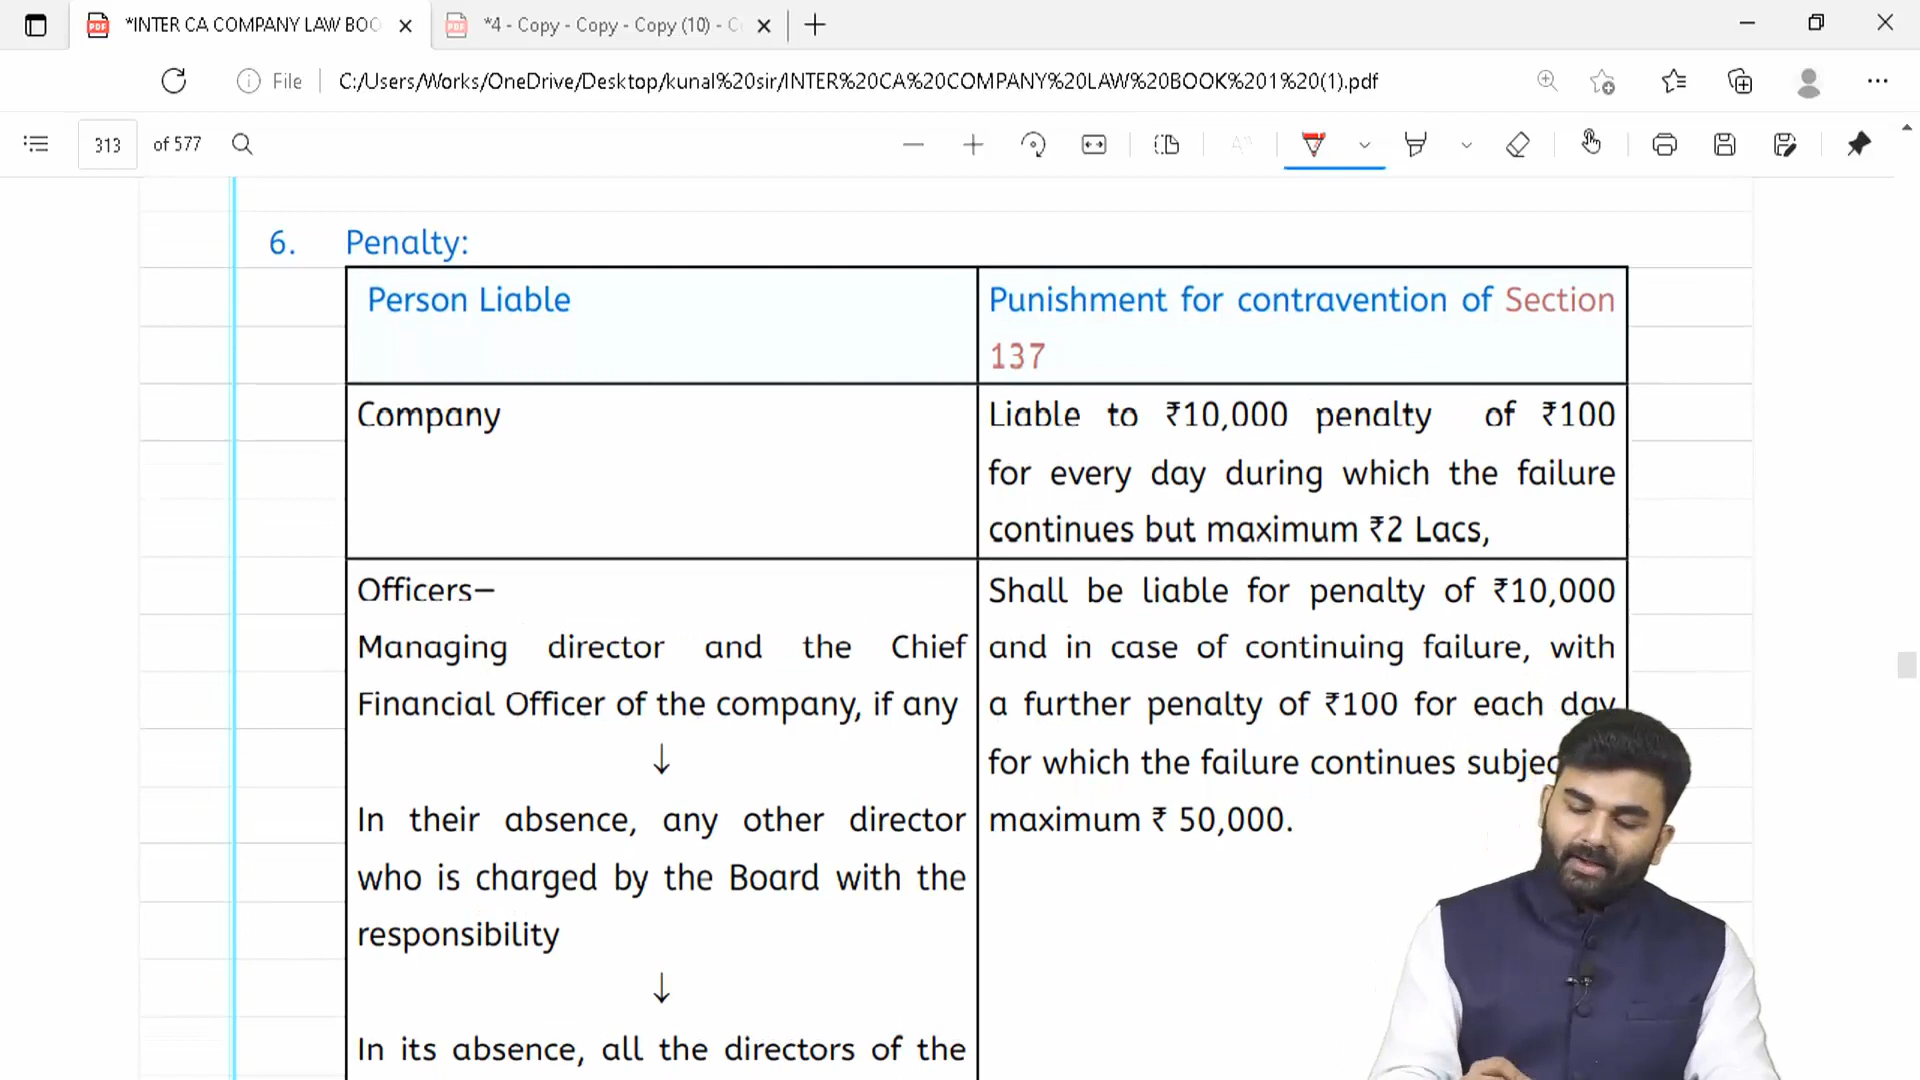 *INTER CA COMPANY LAW BOO
*4 - Copy - Copy - Copy (10) - C
File
C:/Users/Works/OneDrive/Desktop/kunal%20sir/INTER%20CA%20COMPANY%20LAW%20BOOK%201%20(1).pdf
313 of 577
6. Penalty:
Person Liable
Punishment for contravention of Section
137
Company
Liable to ₹10,000 penalty of ₹100
for every day during which the failure
continues but maximum ₹2 Lacs,
Officers—
Managing director and the Chief
Financial Officer of the company, if any
↓
In their absence, any other director
who is charged by the Board with the
responsibility
↓
In its absence, all the directors of the
Shall be liable for penalty of ₹10,000
and in case of continuing failure, with
a further penalty of ₹100 for each day
for which the failure continues subjec
maximum ₹ 50,000.